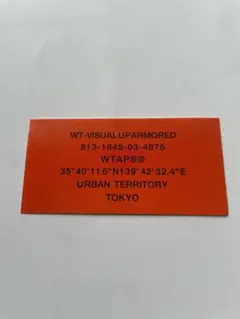 WT-VISUALUPARMORED
813-1845-03-4875
WTAPS®
35°40'11.6"N139°42'32.4"E
URBAN TERRITORY
TOKYO